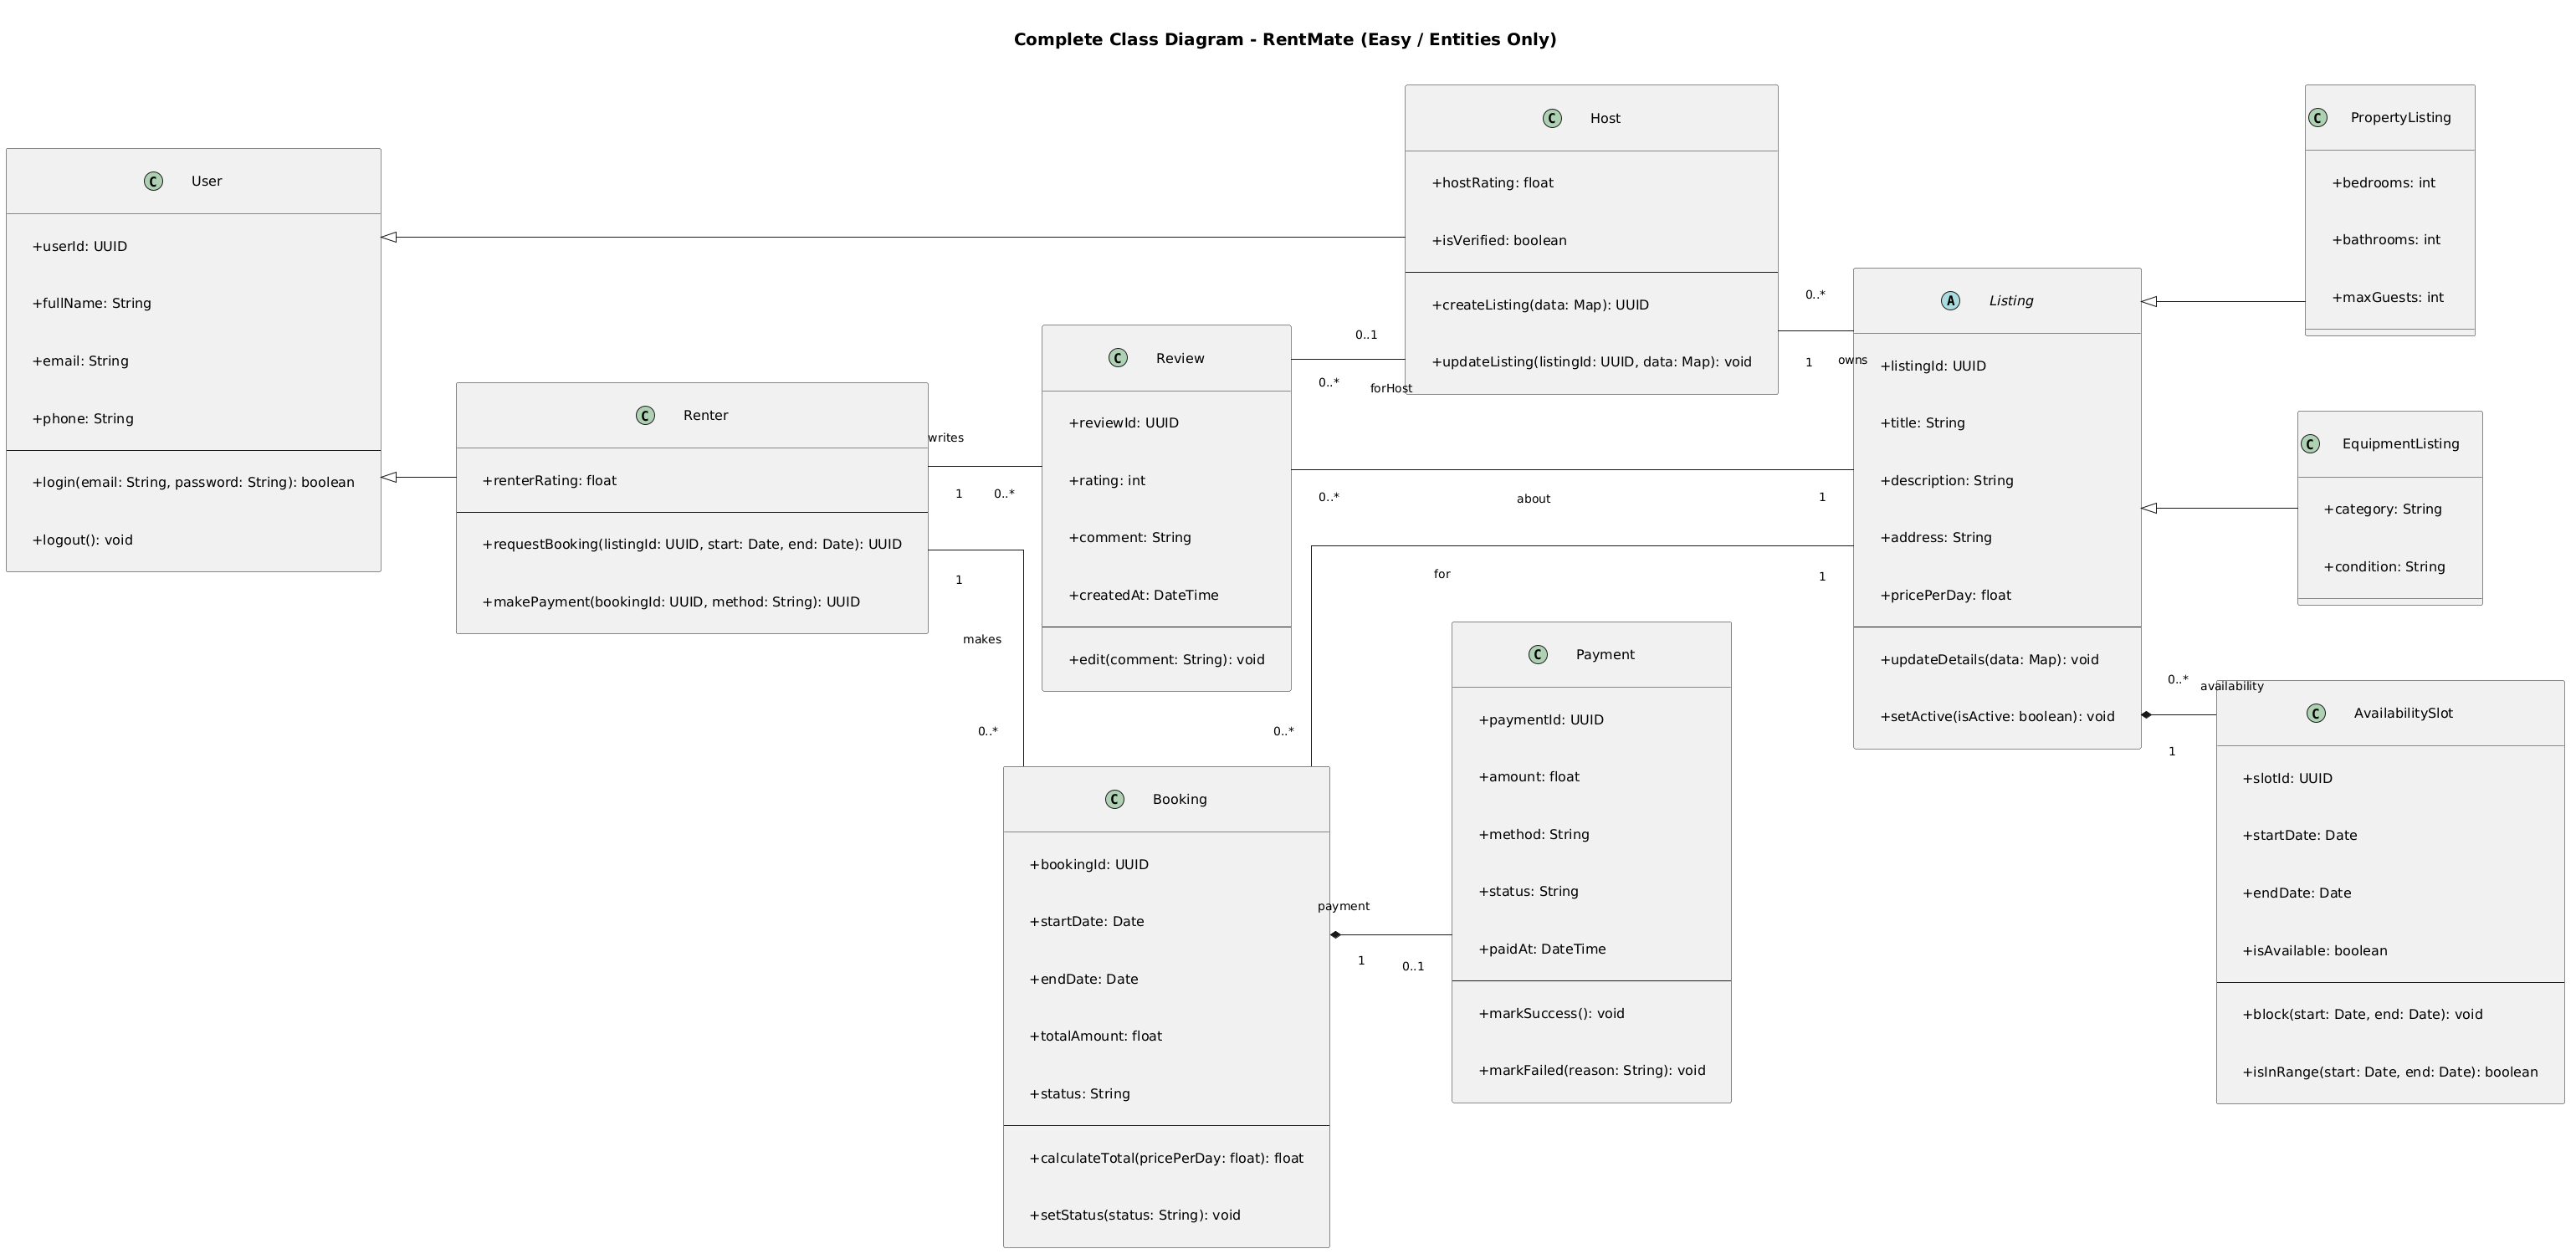 Complete Class Diagram - RentMate (Easy / Entities Only)
C User
+userId: UUID
+fullName: String
+email: String
+phone: String
+login(email: String, password: String): boolean
+logout(): void
C Renter
+renterRating: float
+requestBooking(listingId: UUID, start: Date, end: Date): UUID
+makePayment(bookingId: UUID, method: String): UUID
writes
1
0..*
1
makes
0..*
C Review
+reviewId: UUID
+rating: int
+comment: String
+createdAt: DateTime
+edit(comment: String): void
0..1
0..*
forHost
0..*
about
1
for
1
0..*
C Host
+hostRating: float
+isVerified: boolean
+createListing(data: Map): UUID
+updateListing(listingId: UUID, data: Map): void
0..*
1
owns
C Booking
+bookingId: UUID
+startDate: Date
+endDate: Date
+totalAmount: float
+status: String
+calculateTotal(pricePerDay: float): float
+setStatus(status: String): void
payment
1
0..1
C Payment
+paymentId: UUID
+amount: float
+method: String
+status: String
+paidAt: DateTime
+markSuccess(): void
+markFailed(reason: String): void
A Listing
+listingId: UUID
+title: String
+description: String
+address: String
+pricePerDay: float
+updateDetails(data: Map): void
+setActive(isActive: boolean): void
C PropertyListing
+bedrooms: int
+bathrooms: int
+maxGuests: int
C EquipmentListing
+category: String
+condition: String
0..*
availability
1
C AvailabilitySlot
+slotId: UUID
+startDate: Date
+endDate: Date
+isAvailable: boolean
+block(start: Date, end: Date): void
+isInRange(start: Date, end: Date): boolean